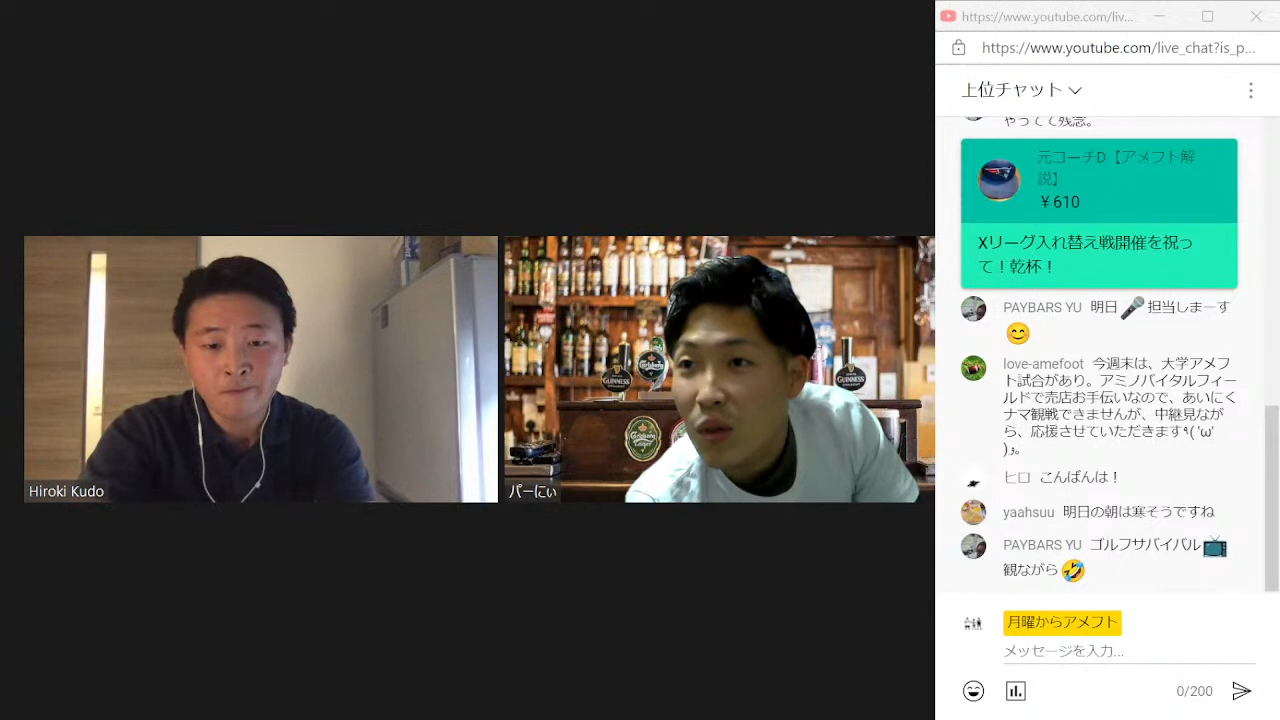 https://www.youtube.com/liv...
https://www.youtube.com/live_chat?is_p...
上位チャット
やってて残念。
元コーチD【アメフト解
説】
￥610
Xリーグ入れ替え戦開催を祝っ
て！乾杯！
PAYBARS YU 明日🎤担当しまーす
😊
love-amefoot 今週末は、大学アメフ
ト試合があり。アミノバイタルフィー
ルドで売店お手伝いなので、あいにく
ナマ観戦できませんが、中継見なが
ら、応援させていただきます٩( 'ω'
)و。
ヒロ こんばんは！
yaahsuu 明日の朝は寒そうですね
PAYBARS YU ゴルフサバイバル📺
観ながら🤣
月曜からアメフト
メッセージを入力...
0/200
Hiroki Kudo
パーにぃ
GUINNESS
Carlsberg
GUINNESS
Carlsberg
Lager